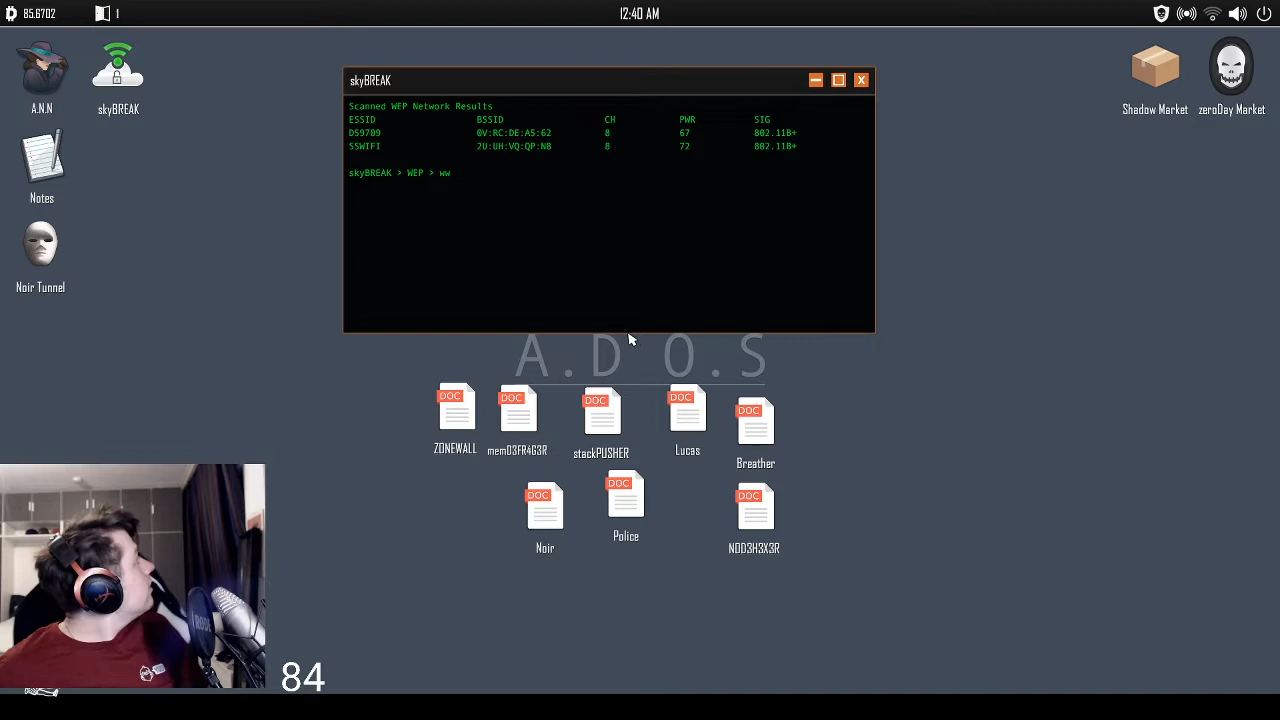 85.6702
1
12:40 AM
A.N.N
skyBREAK
Notes
Noir Tunnel
Shadow Market
zeroDay Market
skyBREAK
Scanned WEP Network Results
ESSID BSSID CH PWR SIG
DS9709 0V:RC:DE:A5:62 8 67 802.11B+
SSWIFI 2U:UH:VQ:QP:N8 8 72 802.11B+
skyBREAK > WEP > ww
A.D O.S
DOC
DOC
DOC
DOC
DOC
ZONEWALL
memD3FR4G3R
stackPUSHER
Lucas
Breather
DOC
DOC
DOC
Noir
Police
NODD3H3X3R
RODE
84